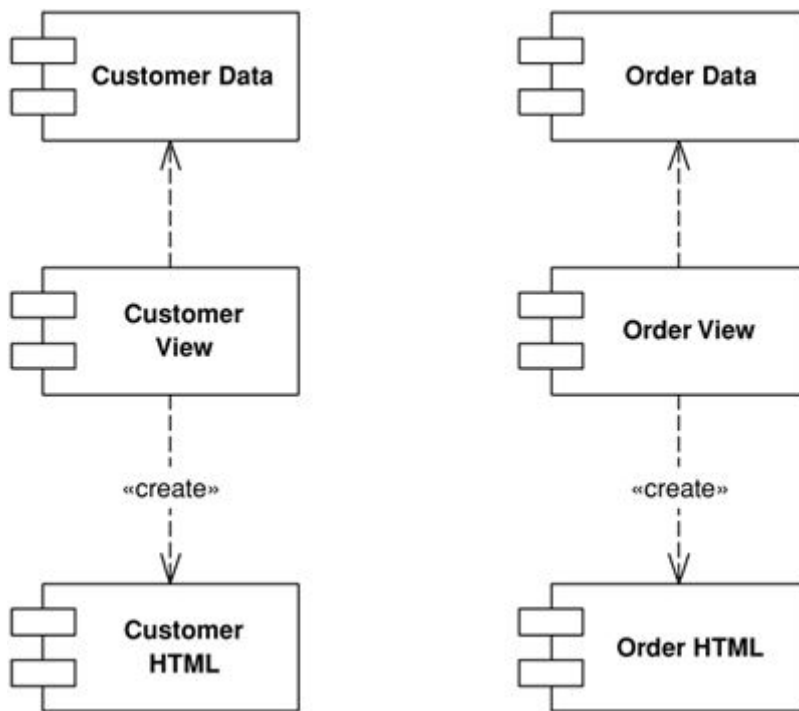 Customer Data
Order Data
Customer
View
Order View
«create»
«create»
Customer
HTML
Order HTML